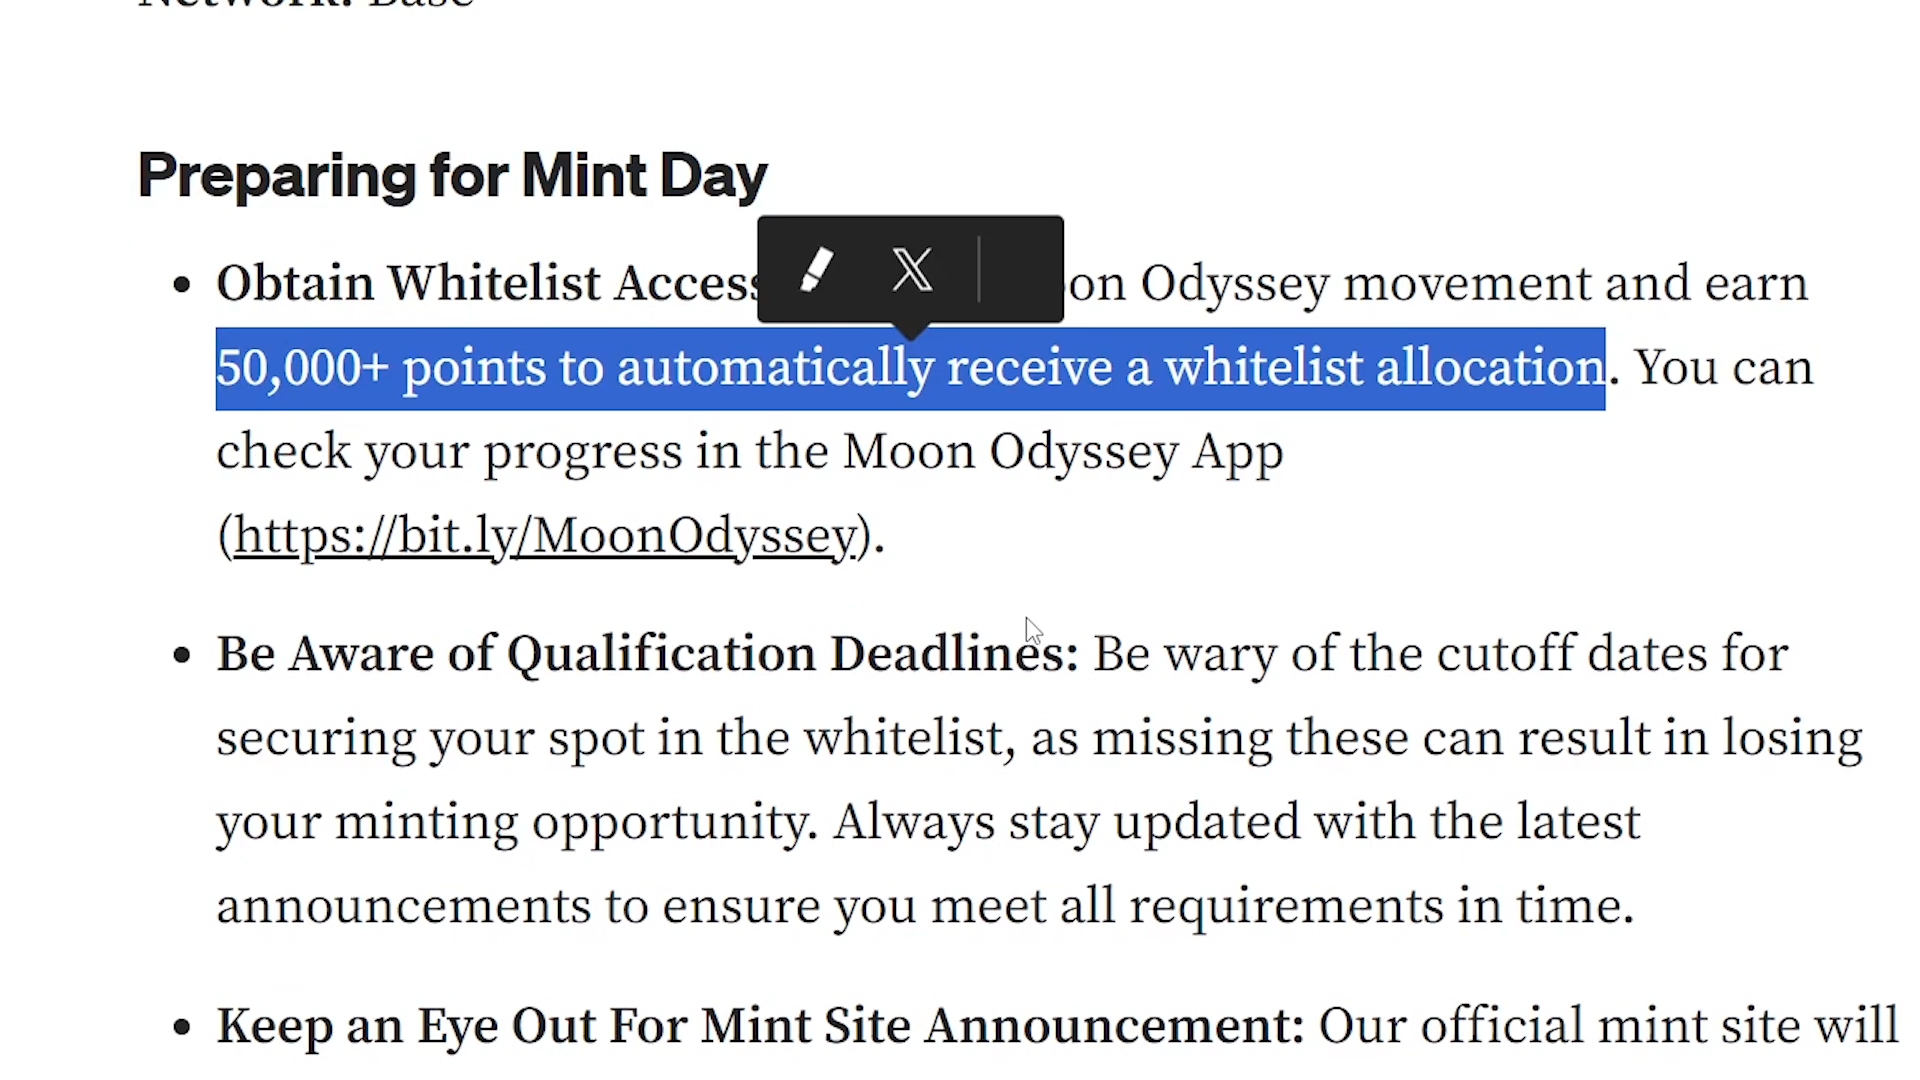 Network: Base
Preparing for Mint Day
• Obtain Whitelist Access on Odyssey movement and earn
50,000+ points to automatically receive a whitelist allocation. You can
check your progress in the Moon Odyssey App
(https://bit.ly/MoonOdyssey).
• Be Aware of Qualification Deadlines: Be wary of the cutoff dates for
securing your spot in the whitelist, as missing these can result in losing
your minting opportunity. Always stay updated with the latest
announcements to ensure you meet all requirements in time.
• Keep an Eye Out For Mint Site Announcement: Our official mint site will